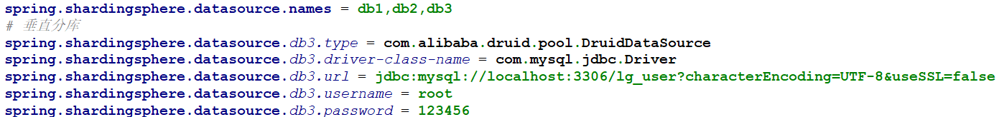 spring.shardingsphere.datasource.names = db1,db2,db3
# 垂直分库
spring.shardingsphere.datasource.db3.type = com.alibaba.druid.pool.DruidDataSource
spring.shardingsphere.datasource.db3.driver-class-name = com.mysql.jdbc.Driver
spring.shardingsphere.datasource.db3.url = jdbc:mysql://localhost:3306/lg_user?characterEncoding=UTF-8&useSSL=false
spring.shardingsphere.datasource.db3.username = root
spring.shardingsphere.datasource.db3.password = 123456